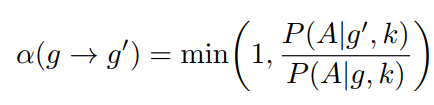 α(g → g′) = min(1, P(A|g′, k) / P(A|g, k))